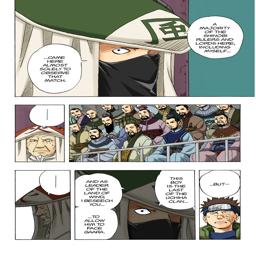 A
MAJORITY
OF THE
SHINOBI
RULERS AND
LORDS HERE,
INCLUDING
MYSELF...
...CAME
HERE
ALMOST
SOLELY TO
OBSERVE
THAT
MATCH.
THIS
BOY IS
THE LAST
OF THE
UCHIHA
CLAN...
AND AS
LEADER
OF THE
LAND OF
WIND,
I BESEECH
YOU...
...TO
ALLOW
HIM TO
FACE
GAARA.
...BUT--